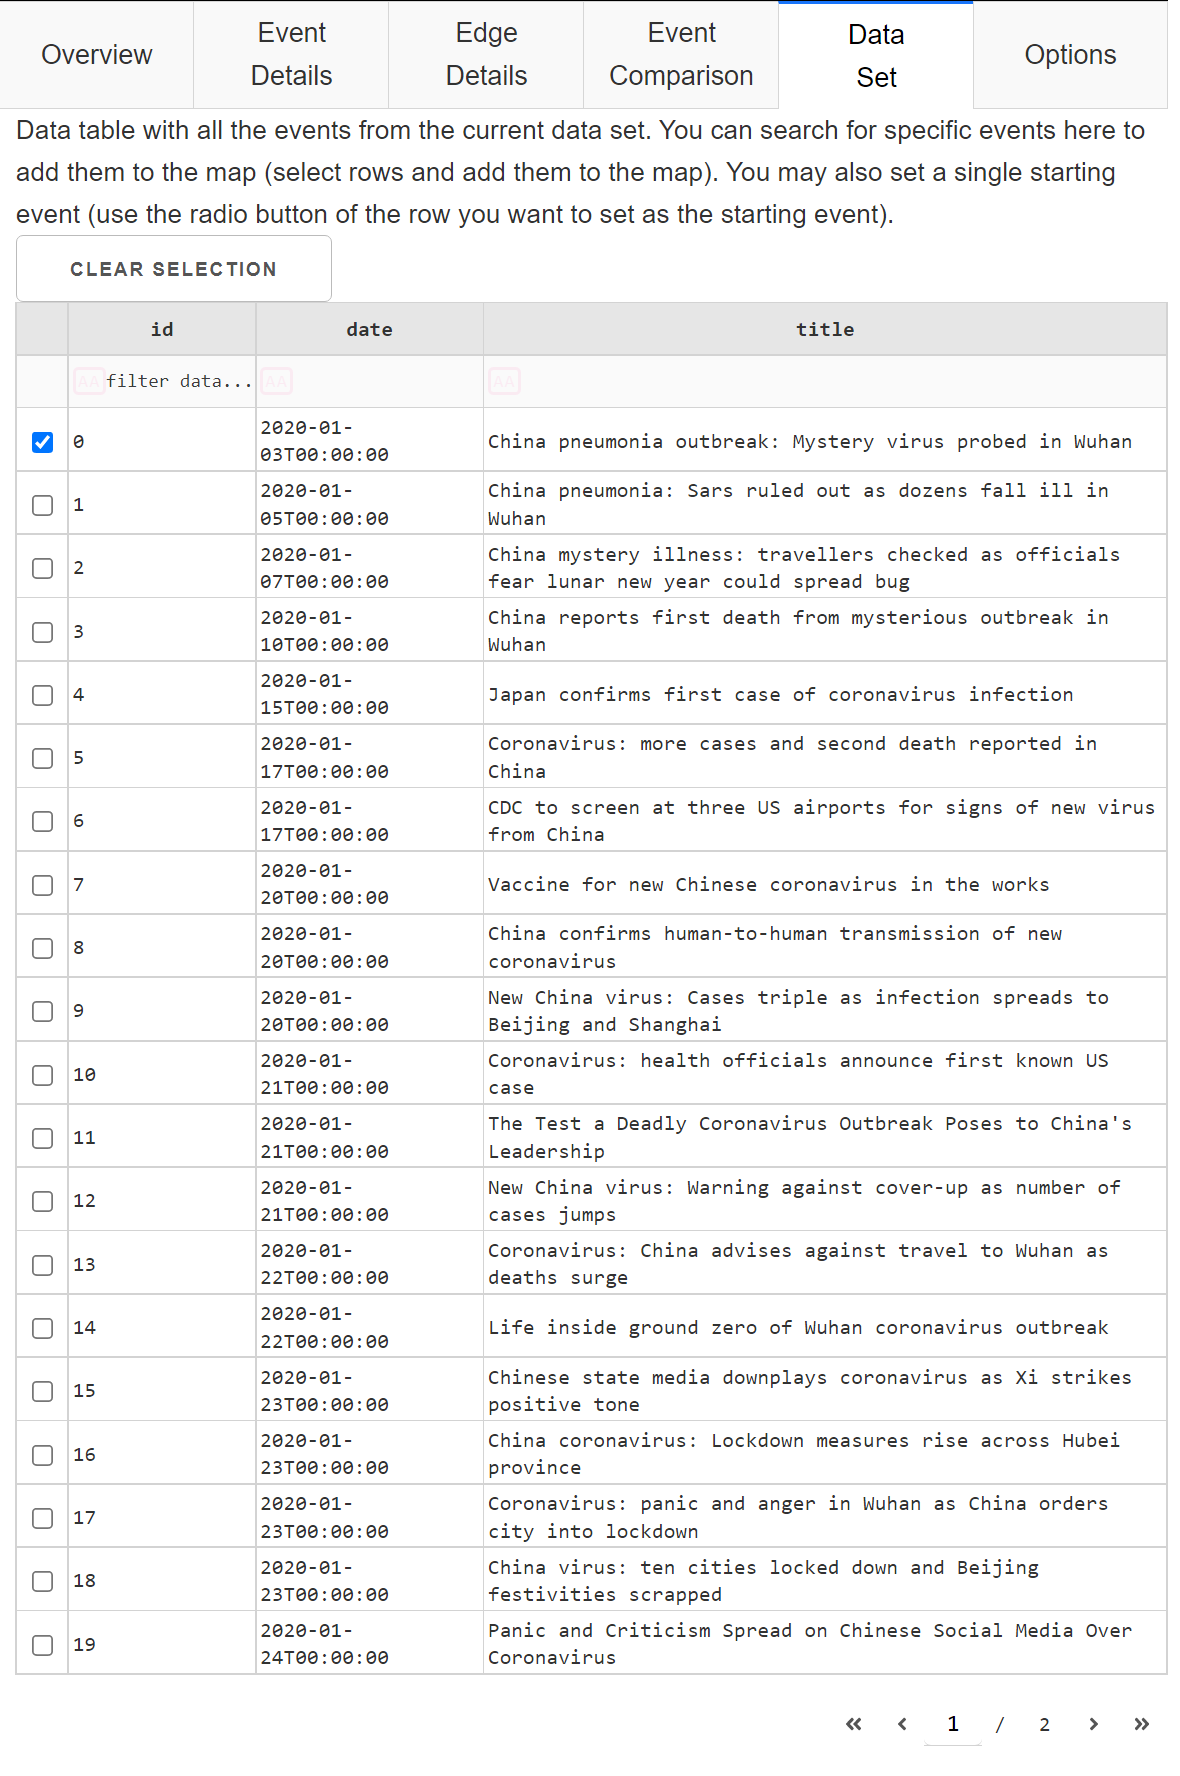 Overview
Event
Details
Edge
Details
Event
Comparison
Data
Set
Options
Data table with all the events from the current data set. You can search for specific events here to
add them to the map (select rows and add them to the map). You may also set a single starting
event (use the radio button of the row you want to set as the starting event).
CLEAR SELECTION
id date title
AA filter data... AA AA
0 2020-01-03T00:00:00 China pneumonia outbreak: Mystery virus probed in Wuhan
1 2020-01-05T00:00:00 China pneumonia: Sars ruled out as dozens fall ill in
Wuhan
2 2020-01-07T00:00:00 China mystery illness: travellers checked as officials
fear lunar new year could spread bug
3 2020-01-10T00:00:00 China reports first death from mysterious outbreak in
Wuhan
4 2020-01-15T00:00:00 Japan confirms first case of coronavirus infection
5 2020-01-17T00:00:00 Coronavirus: more cases and second death reported in
China
6 2020-01-17T00:00:00 CDC to screen at three US airports for signs of new virus
from China
7 2020-01-20T00:00:00 Vaccine for new Chinese coronavirus in the works
8 2020-01-20T00:00:00 China confirms human-to-human transmission of new
coronavirus
9 2020-01-20T00:00:00 New China virus: Cases triple as infection spreads to
Beijing and Shanghai
10 2020-01-21T00:00:00 Coronavirus: health officials announce first known US
case
11 2020-01-21T00:00:00 The Test a Deadly Coronavirus Outbreak Poses to China's
Leadership
12 2020-01-21T00:00:00 New China virus: Warning against cover-up as number of
cases jumps
13 2020-01-22T00:00:00 Coronavirus: China advises against travel to Wuhan as
deaths surge
14 2020-01-22T00:00:00 Life inside ground zero of Wuhan coronavirus outbreak
15 2020-01-23T00:00:00 Chinese state media downplays coronavirus as Xi strikes
positive tone
16 2020-01-23T00:00:00 China coronavirus: Lockdown measures rise across Hubei
province
17 2020-01-23T00:00:00 Coronavirus: panic and anger in Wuhan as China orders
city into lockdown
18 2020-01-23T00:00:00 China virus: ten cities locked down and Beijing
festivities scrapped
19 2020-01-24T00:00:00 Panic and Criticism Spread on Chinese Social Media Over
Coronavirus
« ‹ 1 / 2 › »